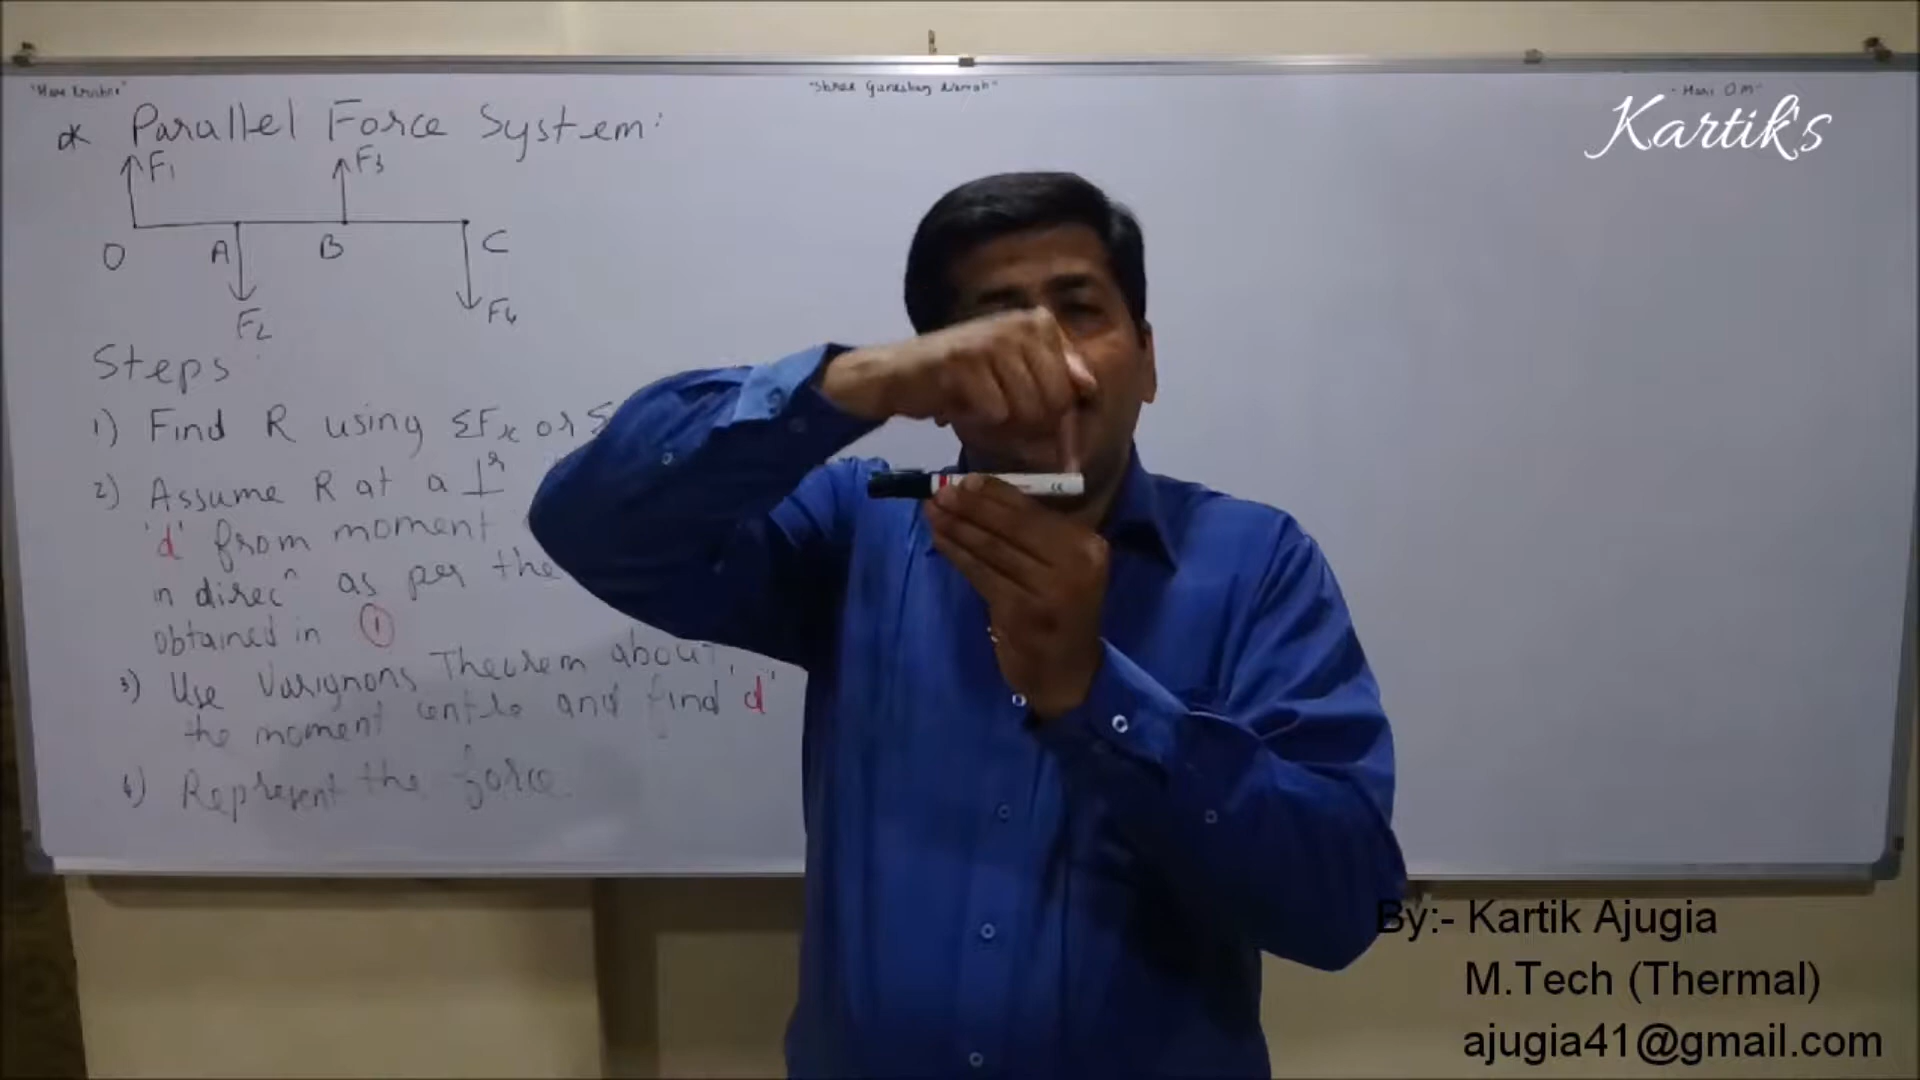 "Hare Krishna"
"Shree Ganeshay Namah"
"Hari OM"
Kartik's
* Parallel Force System:
F1
F3
O A B C
F2
F4
Steps:
1) Find R using ΣFx or Σ
2) Assume R at a ⊥r
'd' from moment
in direcn as per the
obtained in ①
3) Use Varignons Theorem about
the moment centre and find 'd'
4) Represent the force.
By:- Kartik Ajugia
M.Tech (Thermal)
ajugia41@gmail.com